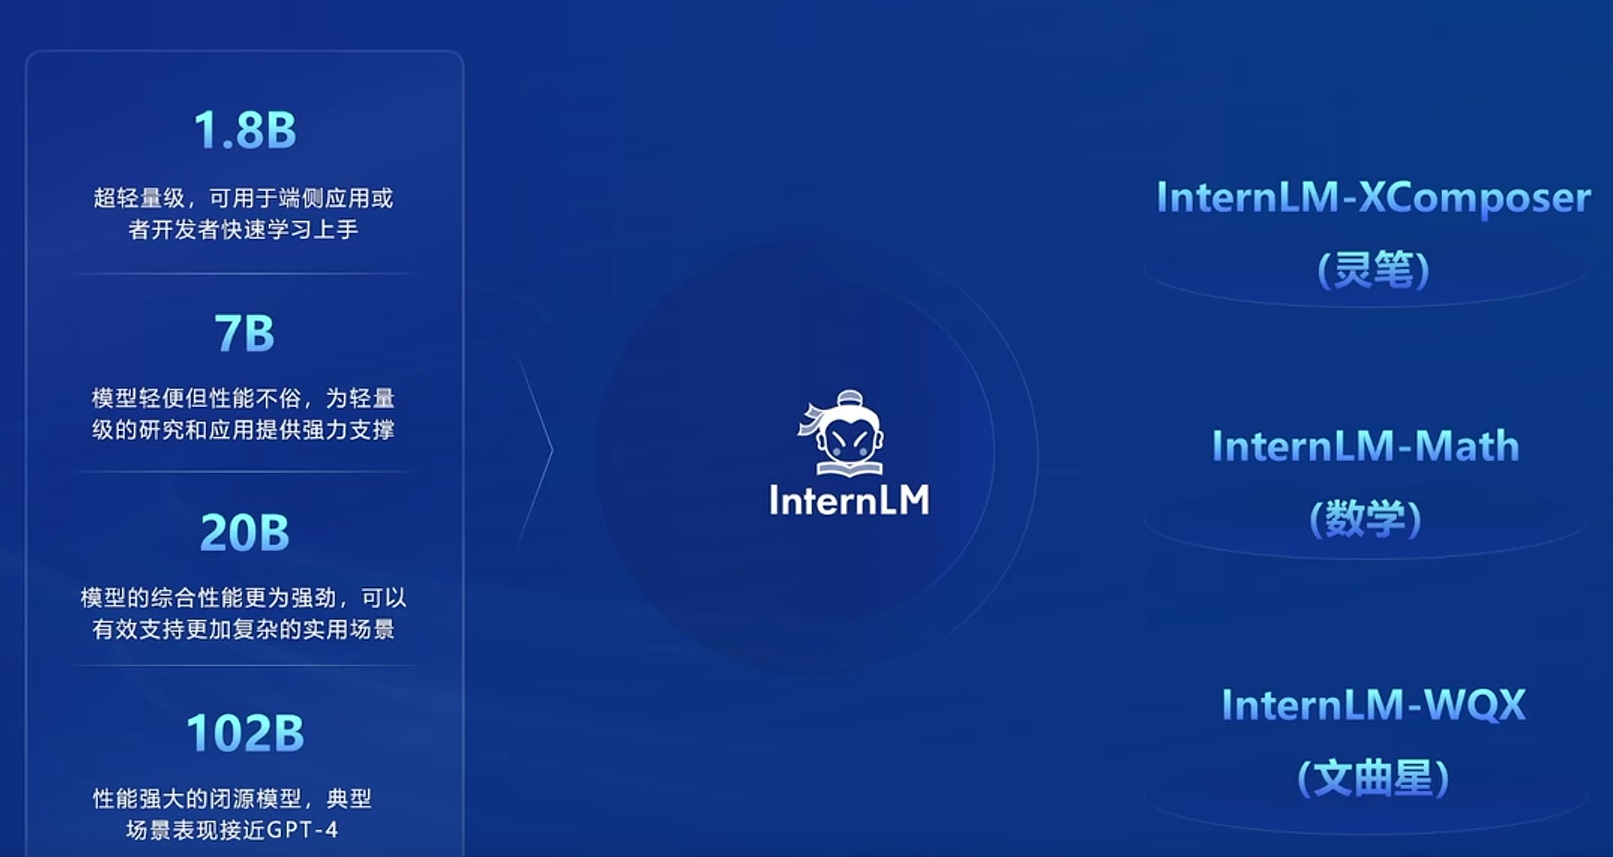 1.8B
超轻量级，可用于端侧应用或
者开发者快速学习上手
7B
模型轻便但性能不俗，为轻量
级的研究和应用提供强力支撑
20B
模型的综合性能更为强劲，可以
有效支持更加复杂的实用场景
102B
性能强大的闭源模型，典型
场景表现接近GPT-4
InternLM
InternLM-XComposer
(灵笔)
InternLM-Math
(数学)
InternLM-WQX
(文曲星)